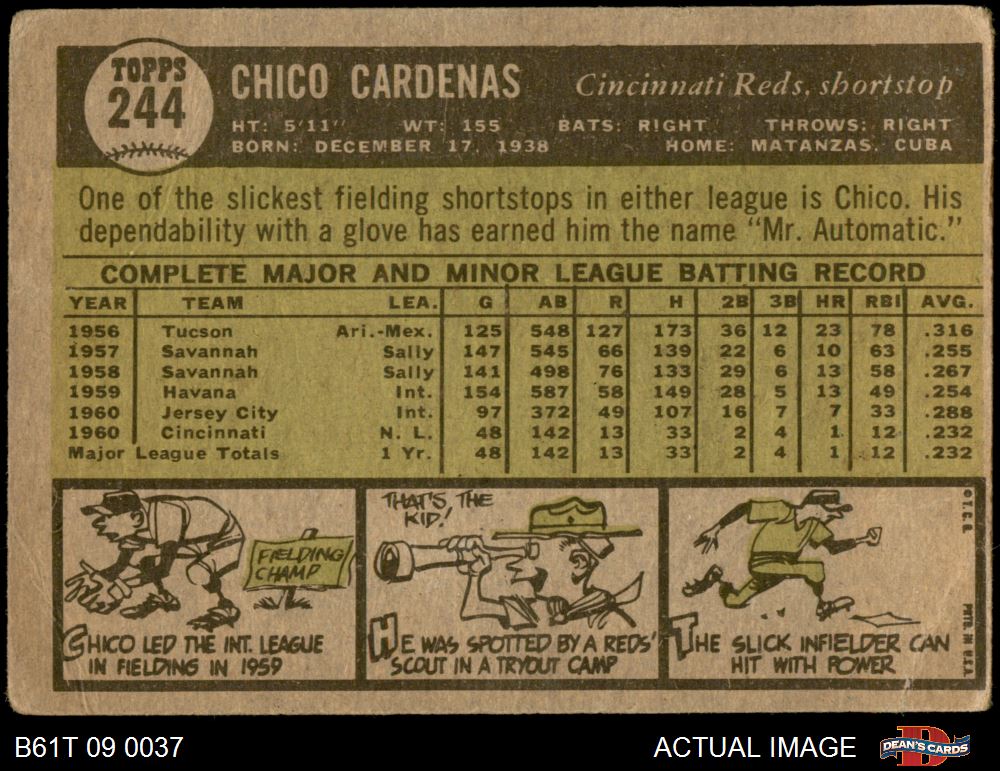 TOPPS
244
CHICO CARDENAS
Cincinnati Reds, shortstop
HT: 5'11" WT: 155 BATS: RIGHT THROWS: RIGHT
BORN: DECEMBER 17, 1938 HOME: MATANZAS, CUBA
One of the slickest fielding shortstops in either league is Chico. His
dependability with a glove has earned him the name "Mr. Automatic."
COMPLETE MAJOR AND MINOR LEAGUE BATTING RECORD
YEAR TEAM LEA. G AB R H 2B 3B HR RBI AVG.
1956 Tucson Ari.-Mex. 125 548 127 173 36 12 23 78 .316
1957 Savannah Sally 147 545 66 139 22 6 10 63 .255
1958 Savannah Sally 141 498 76 133 29 6 13 58 .267
1959 Havana Int. 154 587 58 149 28 5 13 49 .254
1960 Jersey City Int. 97 372 49 107 16 7 7 33 .288
1960 Cincinnati N. L. 48 142 13 33 2 4 1 12 .232
Major League Totals 1 Yr. 48 142 13 33 2 4 1 12 .232
FIELDING
CHAMP
CHICO LED THE INT. LEAGUE
IN FIELDING IN 1959
THAT'S THE
KID!
HE WAS SPOTTED BY A REDS'
SCOUT IN A TRYOUT CAMP
THE SLICK INFIELDER CAN
HIT WITH POWER
© T. C. G.
PRTD. IN U.S.A.
B61T 09 0037
ACTUAL IMAGE
DEAN'S CARDS